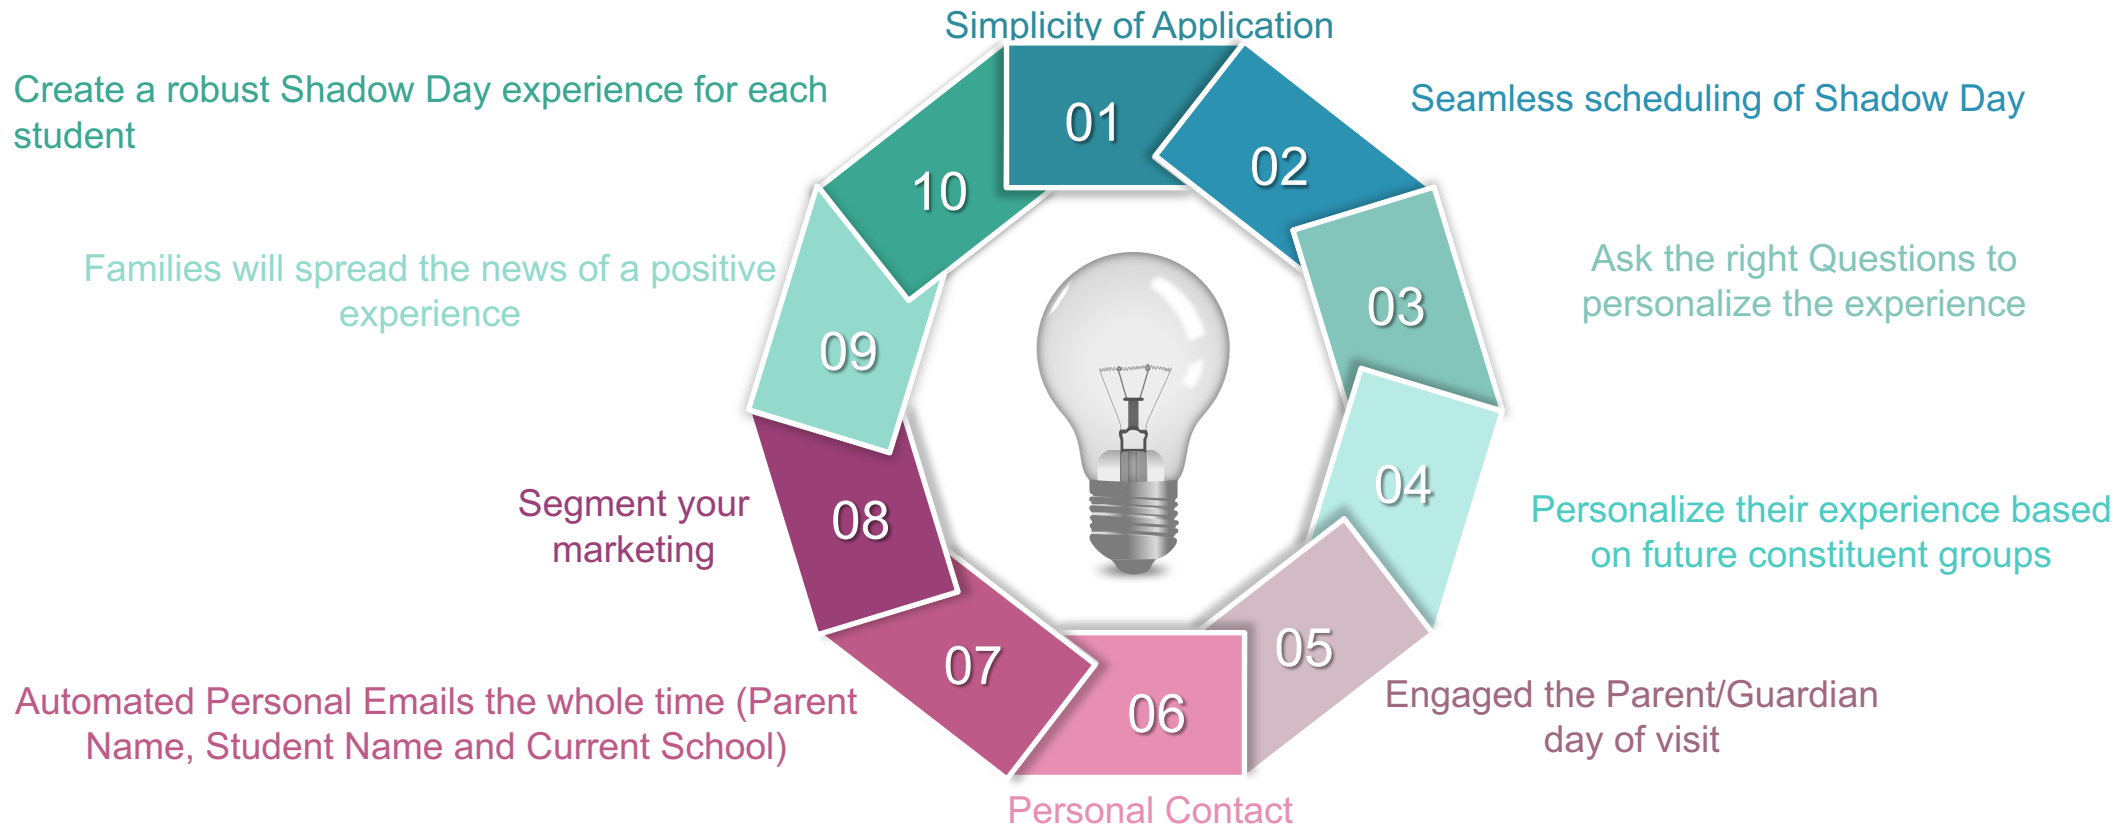 Simplicity of Application
01
Seamless scheduling of Shadow Day
02
Ask the right Questions to
personalize the experience
03
Personalize their experience based
on future constituent groups
04
Engaged the Parent/Guardian
day of visit
05
Personal Contact
06
Automated Personal Emails the whole time (Parent
Name, Student Name and Current School)
07
Segment your
marketing
08
Families will spread the news of a positive
experience
09
Create a robust Shadow Day experience for each
student
10